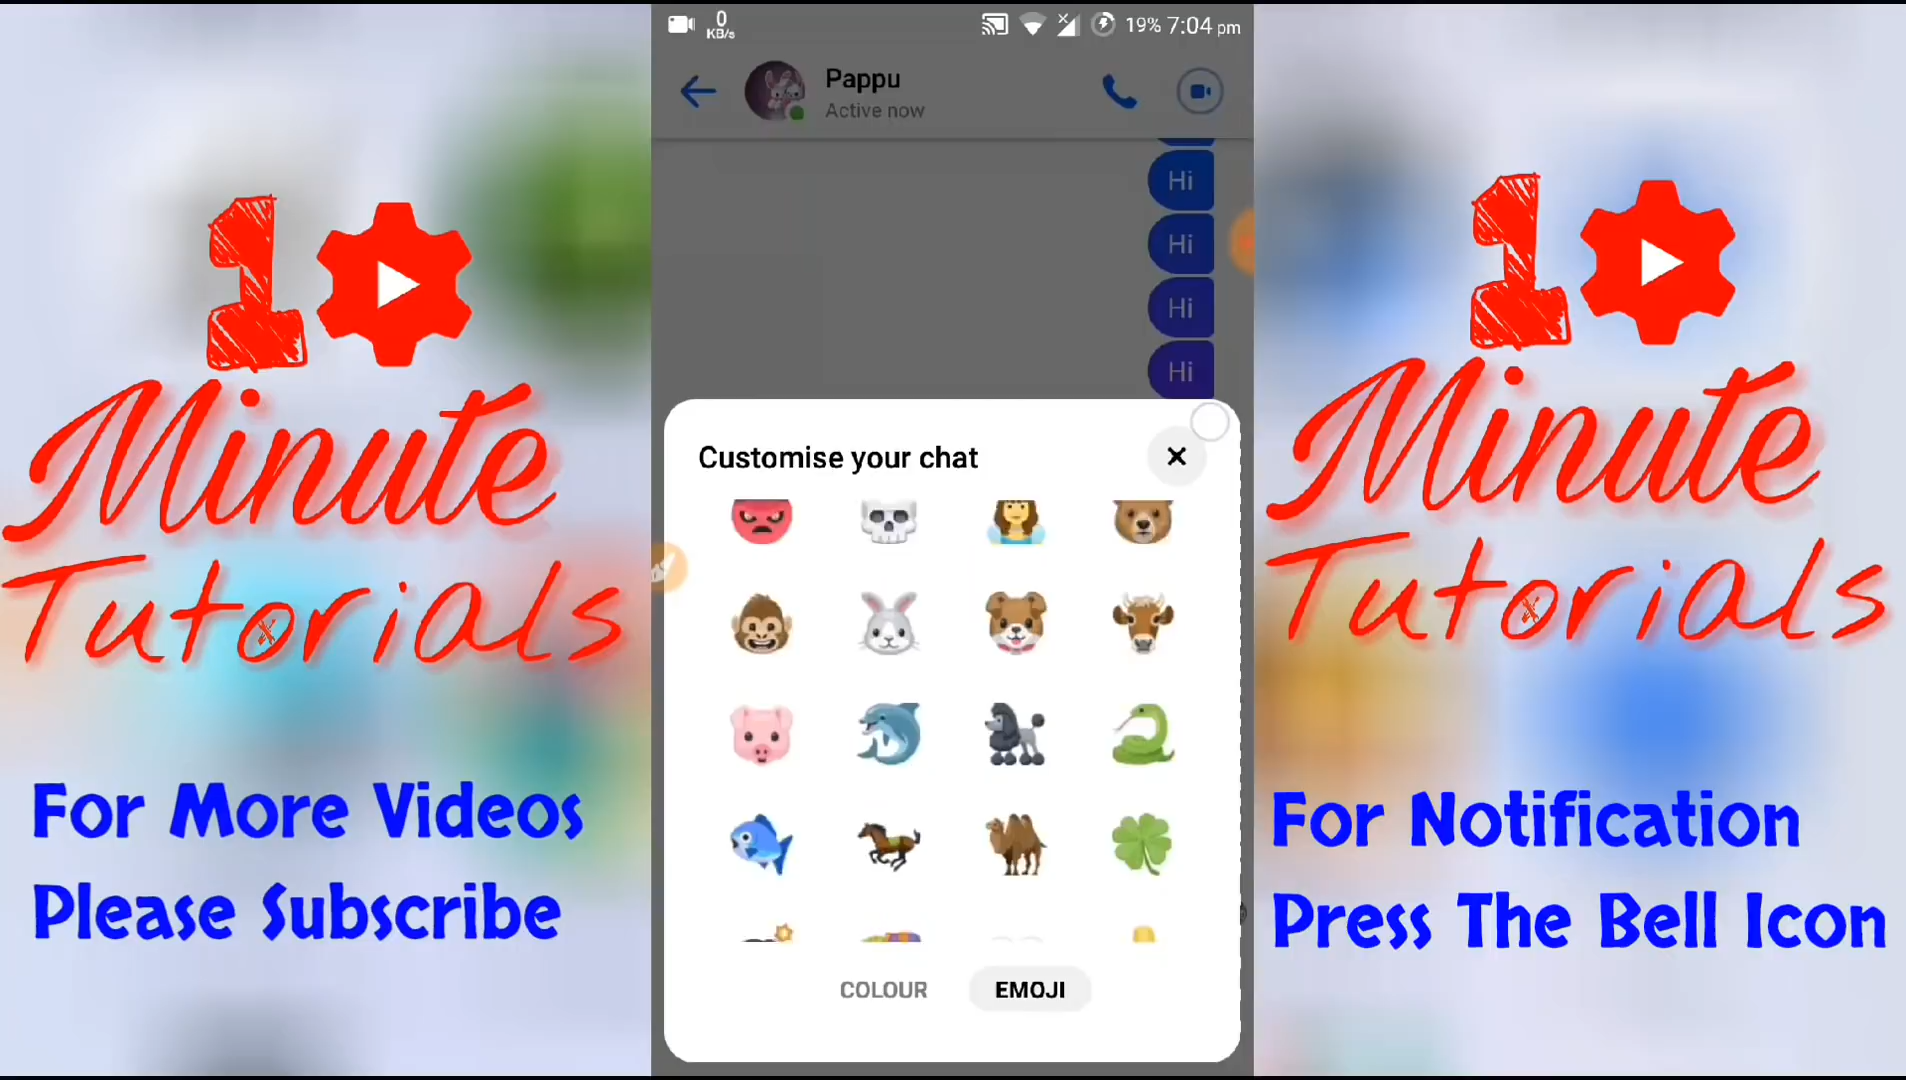 10
Minute
Tutorials
For More Videos
Please Subscribe
0
KB/s
19% 7:04 pm
Pappu
Active now
Hi
Hi
Hi
Hi
Customise your chat
COLOUR
EMOJI
10
Minute
Tutorials
For Notification
Press The Bell Icon